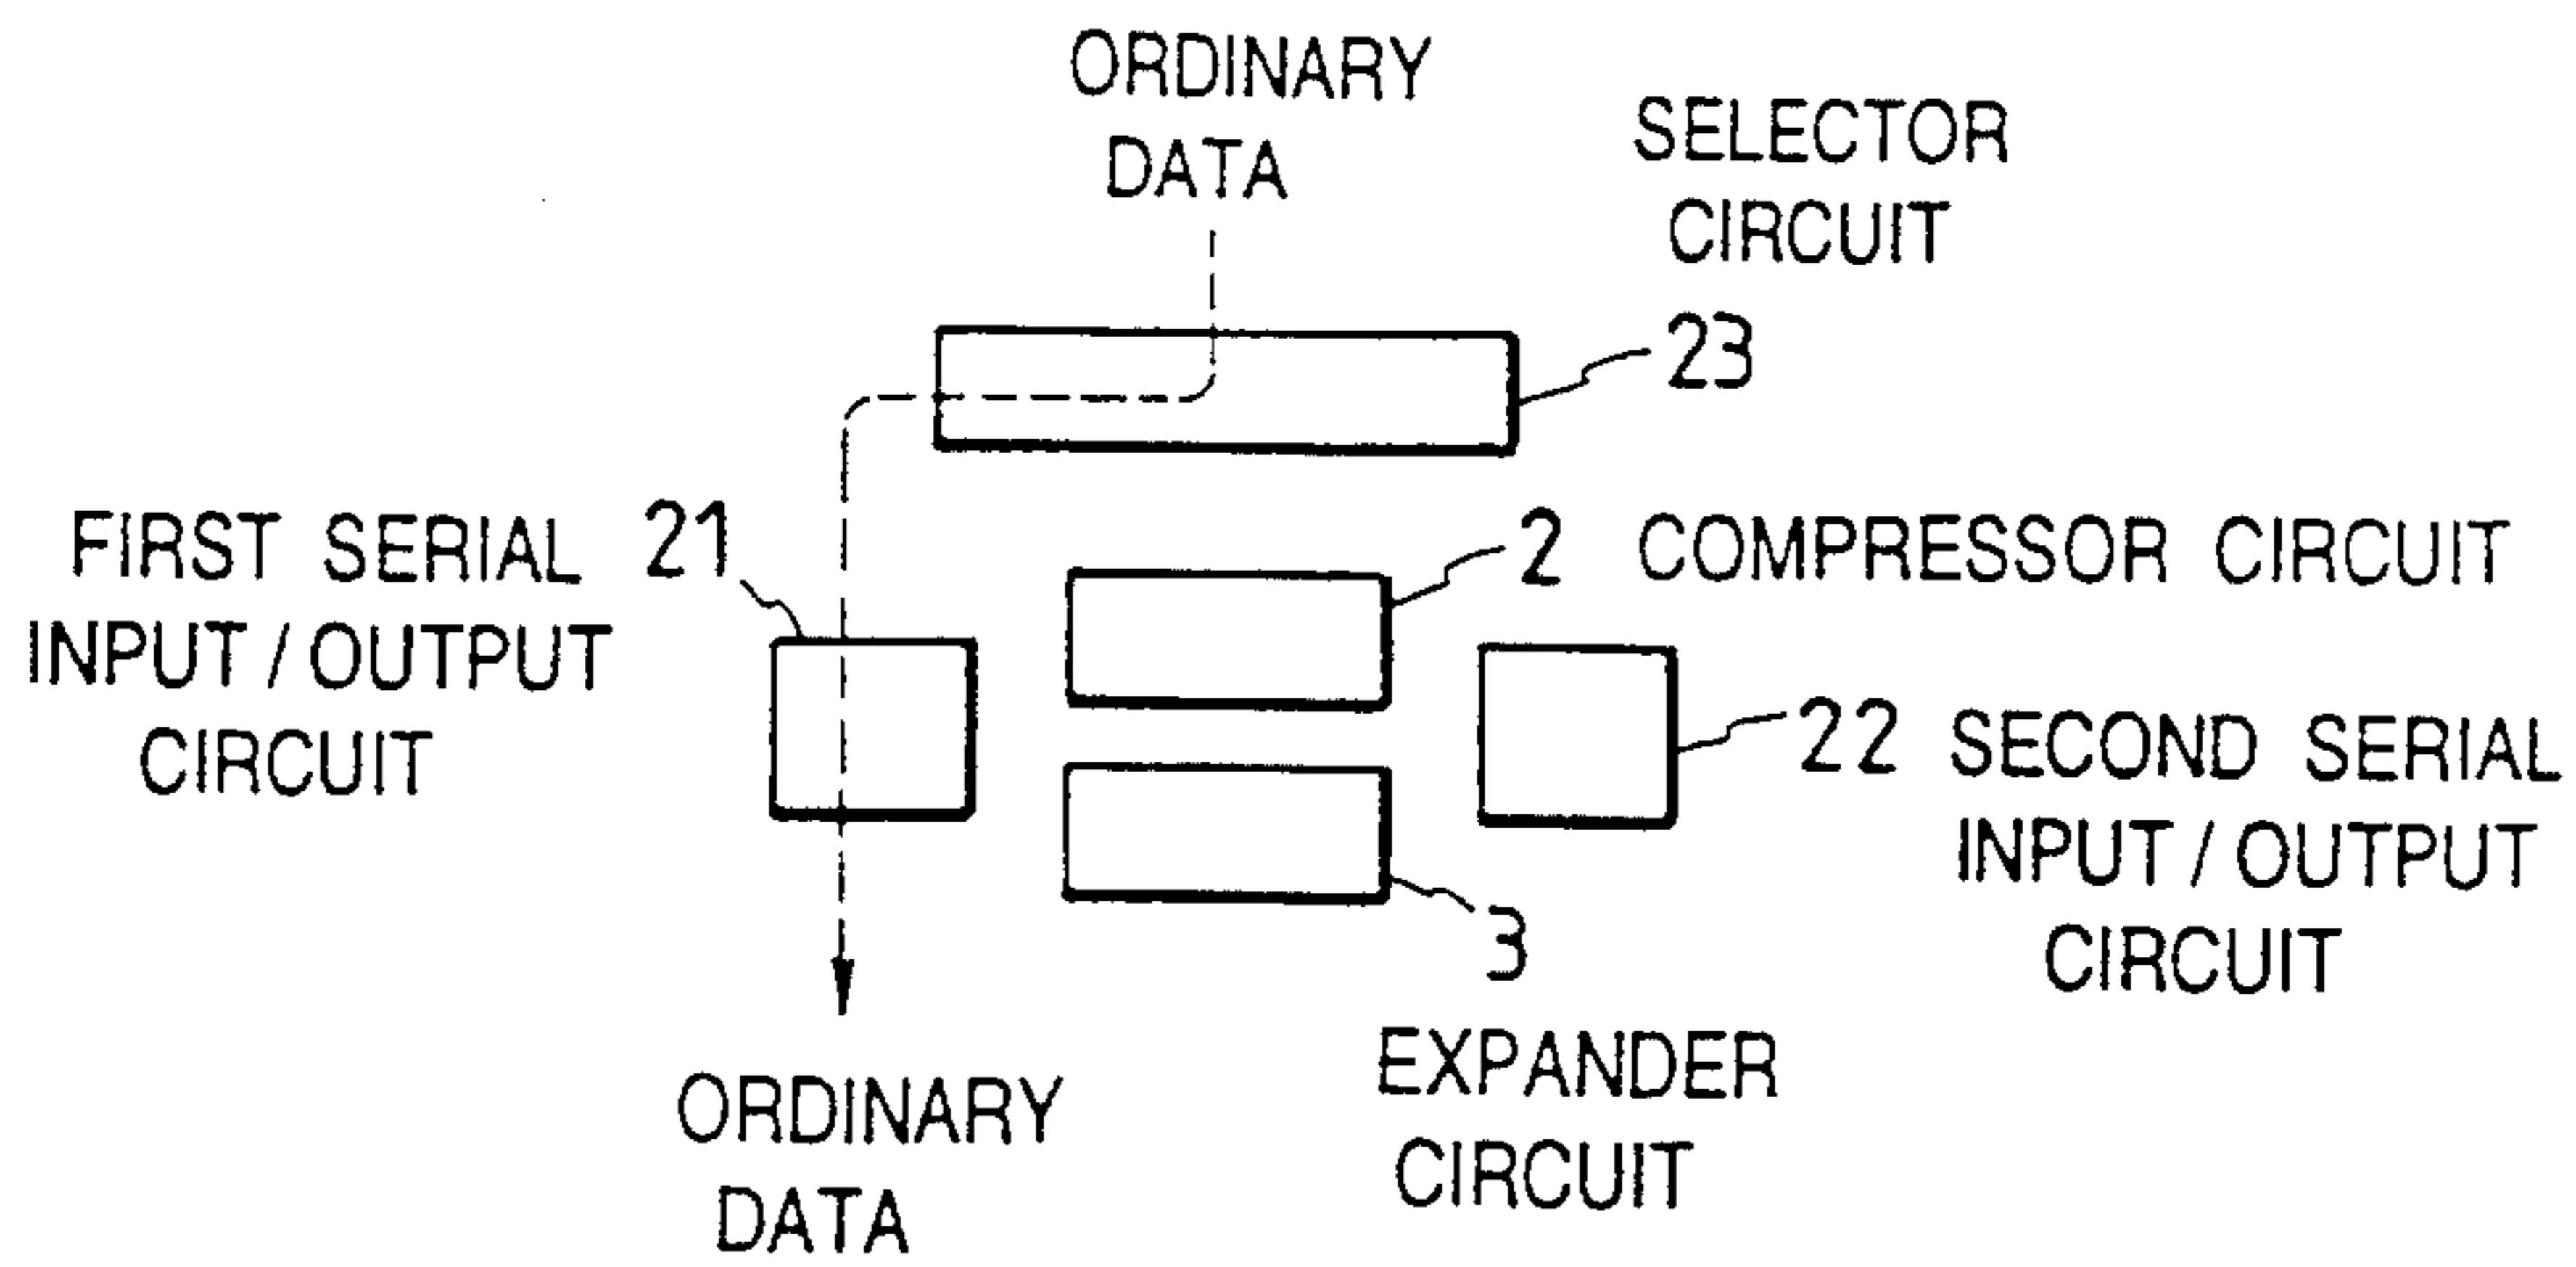 ORDINARY
DATA
SELECTOR
CIRCUIT
23
FIRST SERIAL
INPUT / OUTPUT
CIRCUIT
21
2 COMPRESSOR CIRCUIT
22 SECOND SERIAL
INPUT / OUTPUT
CIRCUIT
3
EXPANDER
CIRCUIT
ORDINARY
DATA